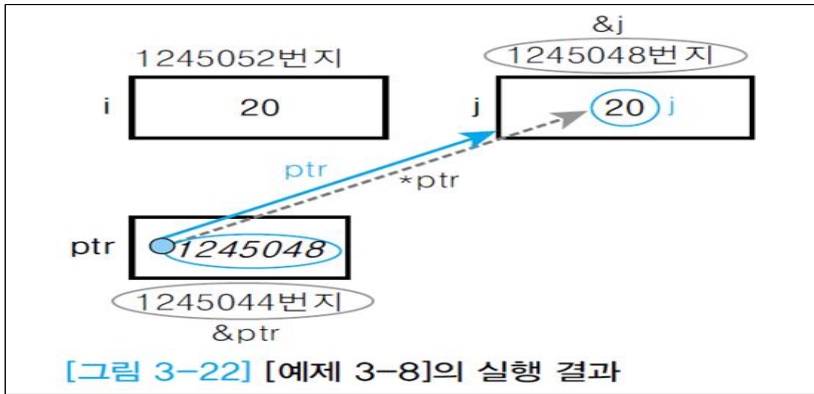 &j
1245052번지
1245048번지
i
20
j
20
j
ptr
*ptr
ptr
1245048
1245044번지
&ptr
[그림 3-22] [예제 3-8]의 실행 결과